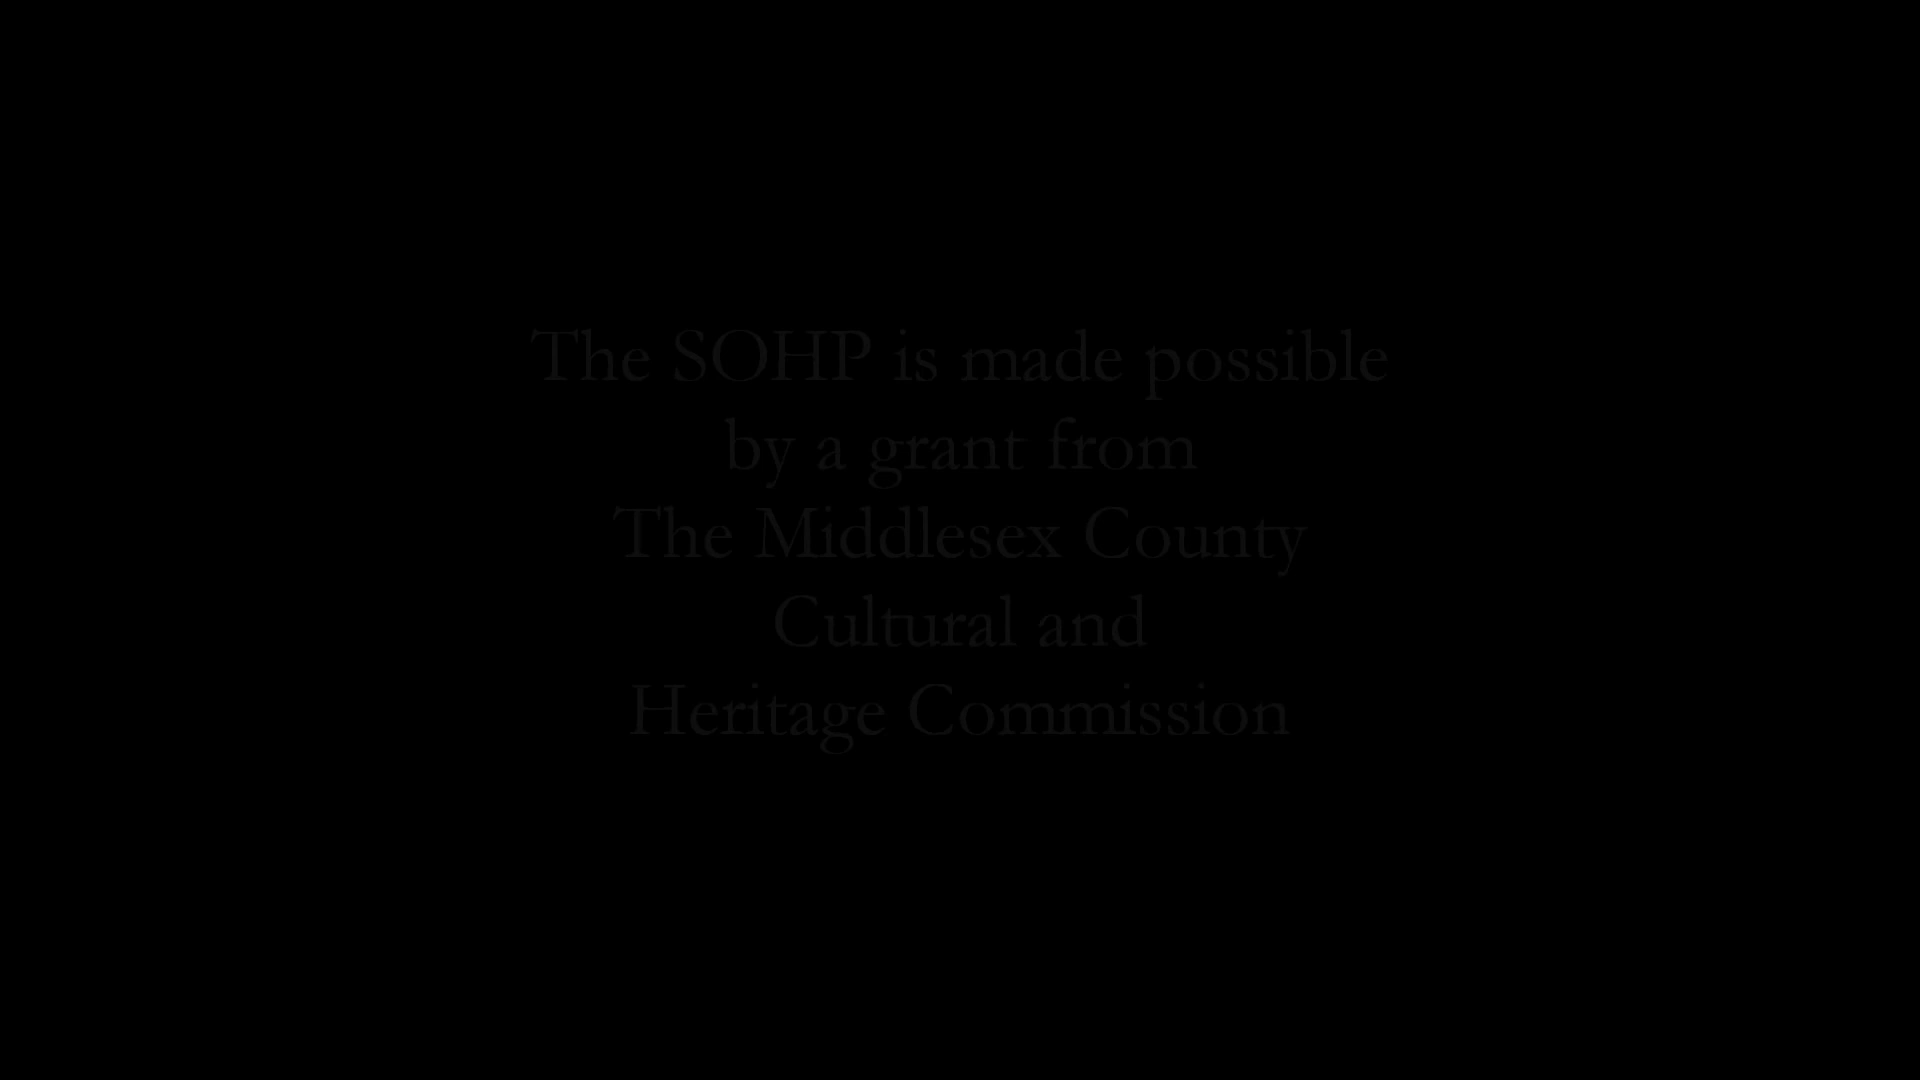 The SOHP is made possible
by a grant from
The Middlesex County
Cultural and
Heritage Commission